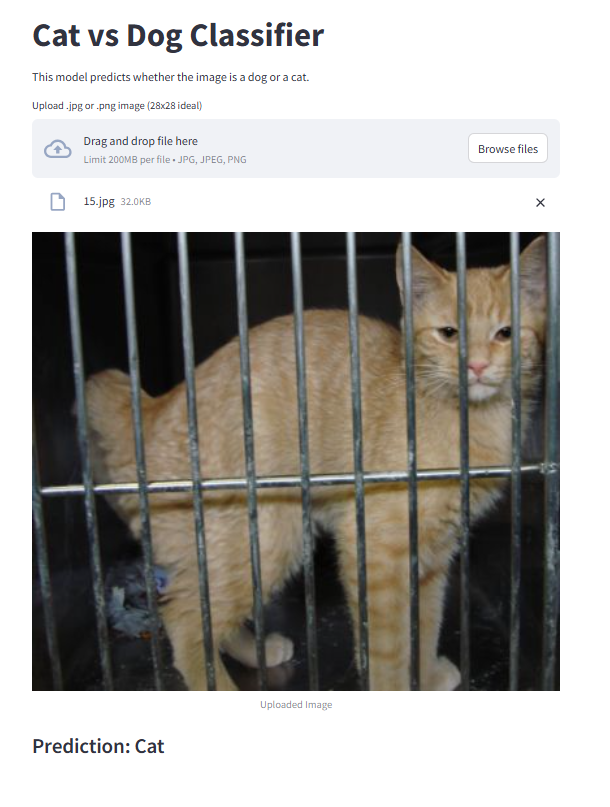 Cat vs Dog Classifier
This model predicts whether the image is a dog or a cat.
Upload .jpg or .png image (28x28 ideal)
Drag and drop file here
Limit 200MB per file • JPG, JPEG, PNG
Browse files
15.jpg 32.0KB
Uploaded Image
Prediction: Cat